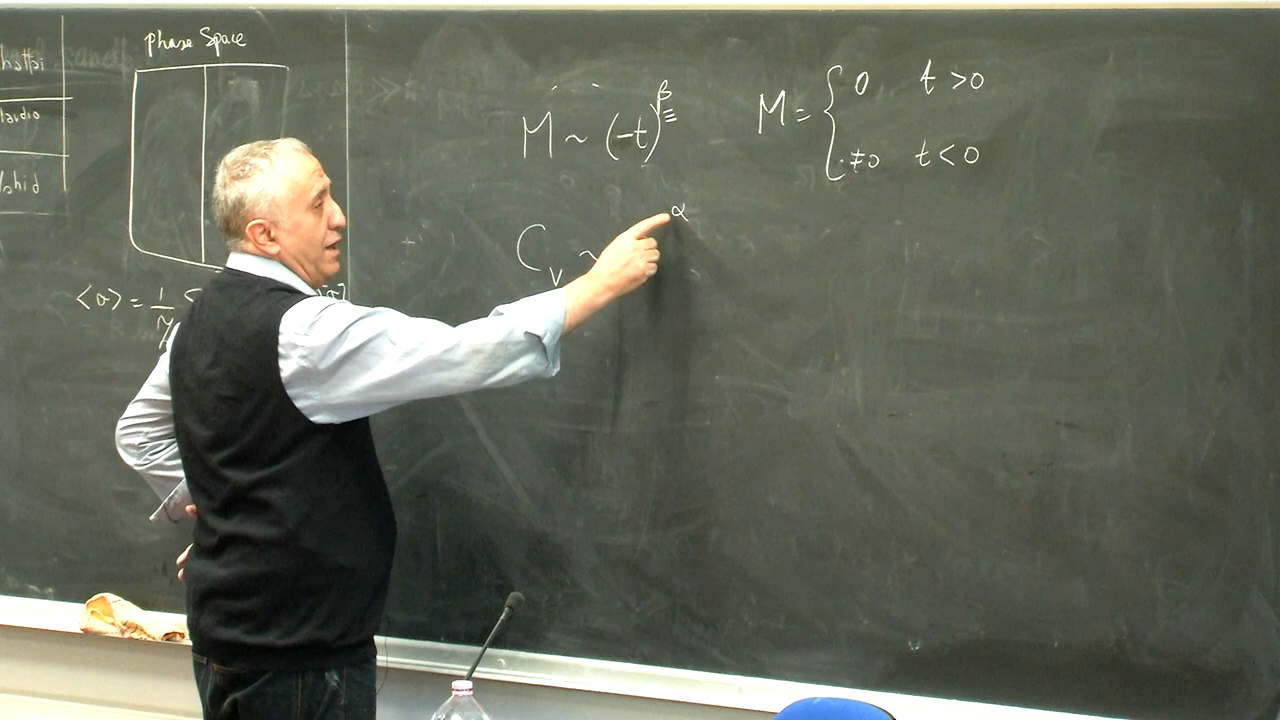 Phase Space
<a> = 1/
M ~ (-t)^β
C_v ~ α
M = { 0 t > 0
≠0 t < 0